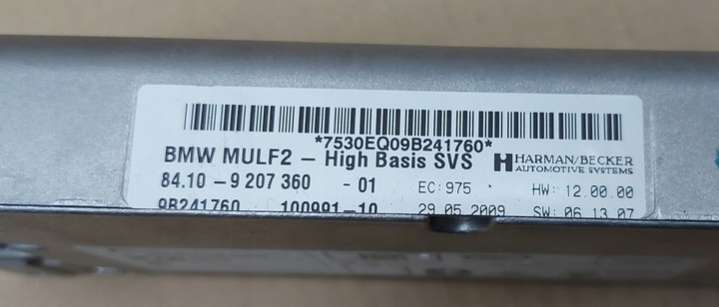 *7530EQ09B241760*
BMW MULF2 – High Basis SVS
HARMAN/BECKER
AUTOMOTIVE SYSTEMS
84.10 – 9 207 360 - 01 EC: 975 HW: 12.00.00
9B241760 100991-10 29.05.2009 SW: 06.13.07